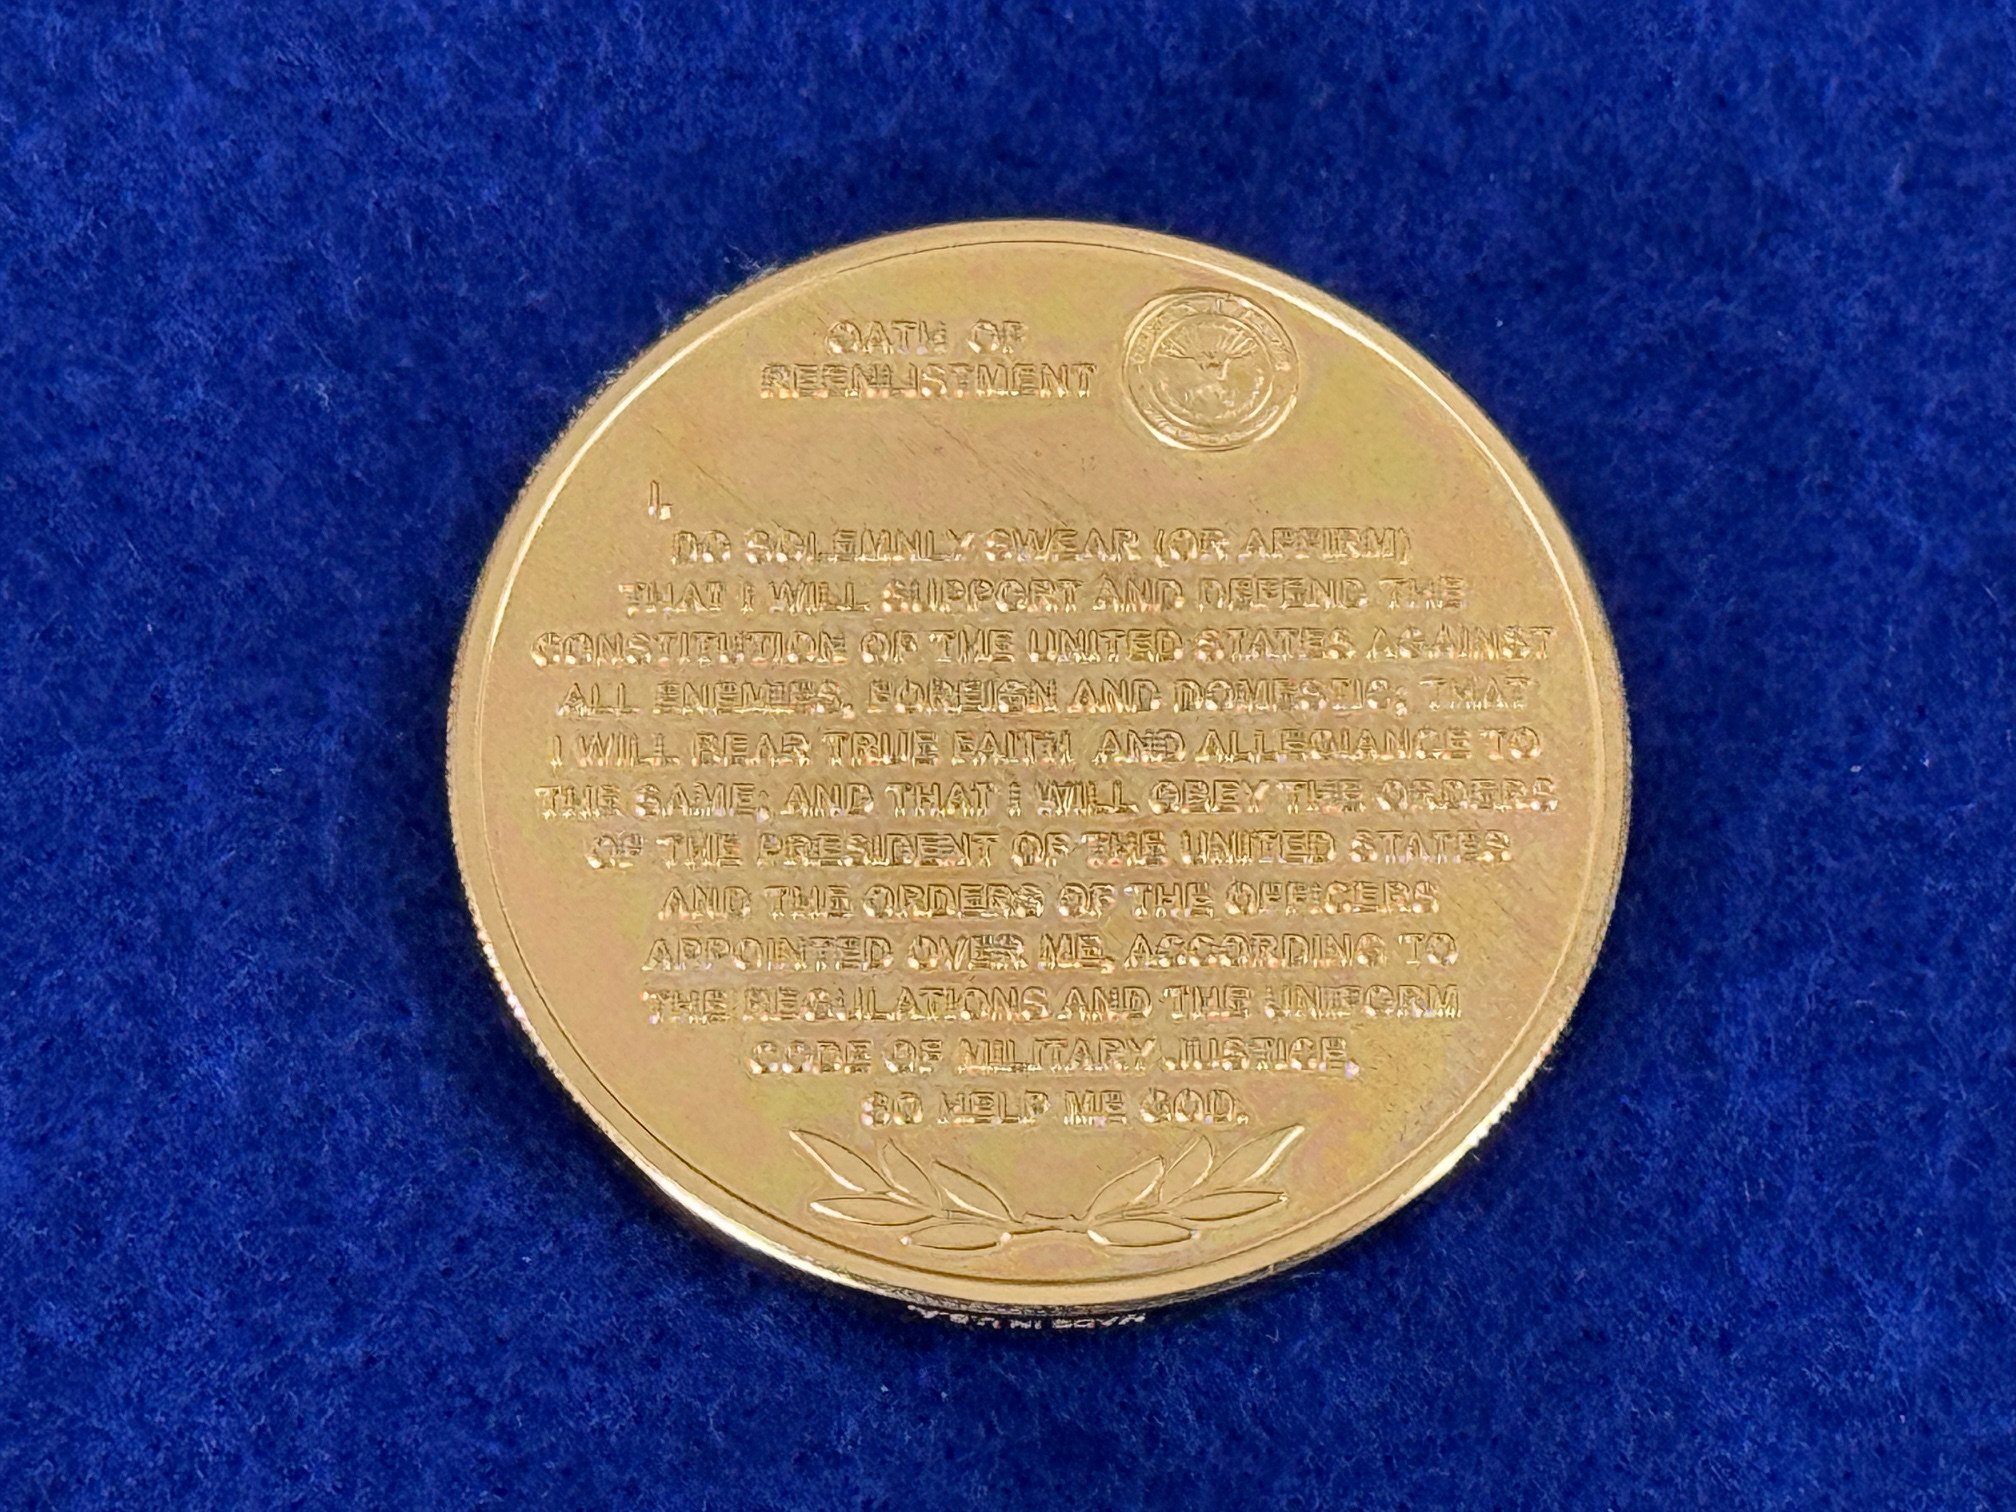 OATH OF
REENLISTMENT
I,
DO SOLEMNLY SWEAR (OR AFFIRM)
THAT I WILL SUPPORT AND DEFEND THE
CONSTITUTION OF THE UNITED STATES AGAINST
ALL ENEMIES, FOREIGN AND DOMESTIC; THAT
I WILL BEAR TRUE FAITH AND ALLEGIANCE TO
THE SAME; AND THAT I WILL OBEY THE ORDERS
OF THE PRESIDENT OF THE UNITED STATES
AND THE ORDERS OF THE OFFICERS
APPOINTED OVER ME, ACCORDING TO
THE REGULATIONS AND THE UNIFORM
CODE OF MILITARY JUSTICE.
SO HELP ME GOD.